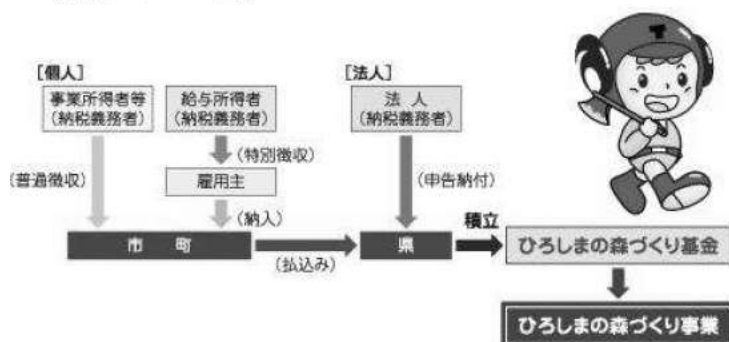 [個人]
事業所得者等
(納税義務者)
給与所得者
(納税義務者)
[法人]
法 人
(納税義務者)
(普通徴収)
(特別徴収)
雇用主
(納入)
(申告納付)
市 町
(払込み)
県
積立
ひろしまの森づくり基金
ひろしまの森づくり事業